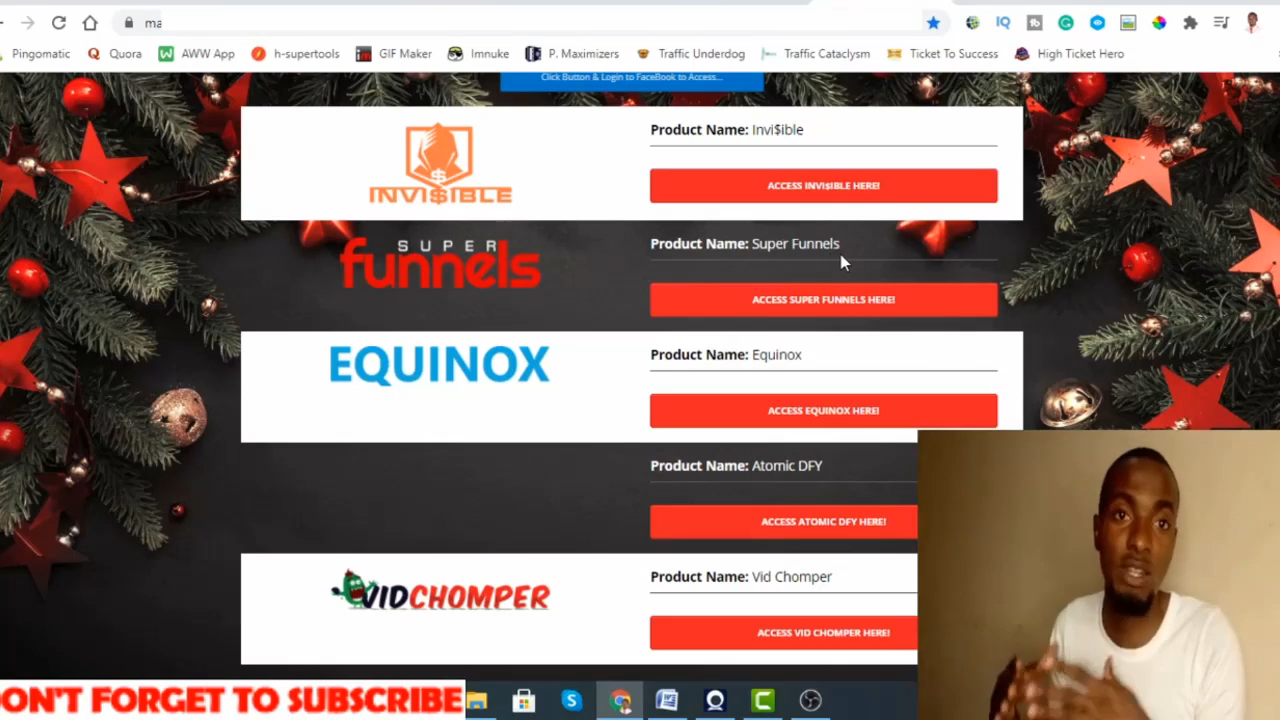 ma
Pingomatic
Quora
AWW App
h-supertools
GIF Maker
Imnuke
P. Maximizers
Traffic Underdog
Traffic Cataclysm
Ticket To Success
High Ticket Hero
Click Button & Login to FaceBook to Access...
INVI$IBLE
Product Name: Invi$ible
ACCESS INVI$IBLE HERE!
SUPER
funnels
Product Name: Super Funnels
ACCESS SUPER FUNNELS HERE!
EQUINOX
Product Name: Equinox
ACCESS EQUINOX HERE!
Product Name: Atomic DFY
ACCESS ATOMIC DFY HERE!
VIDCHOMPER
Product Name: Vid Chomper
ACCESS VID CHOMPER HERE!
ON'T FORGET TO SUBSCRIBE